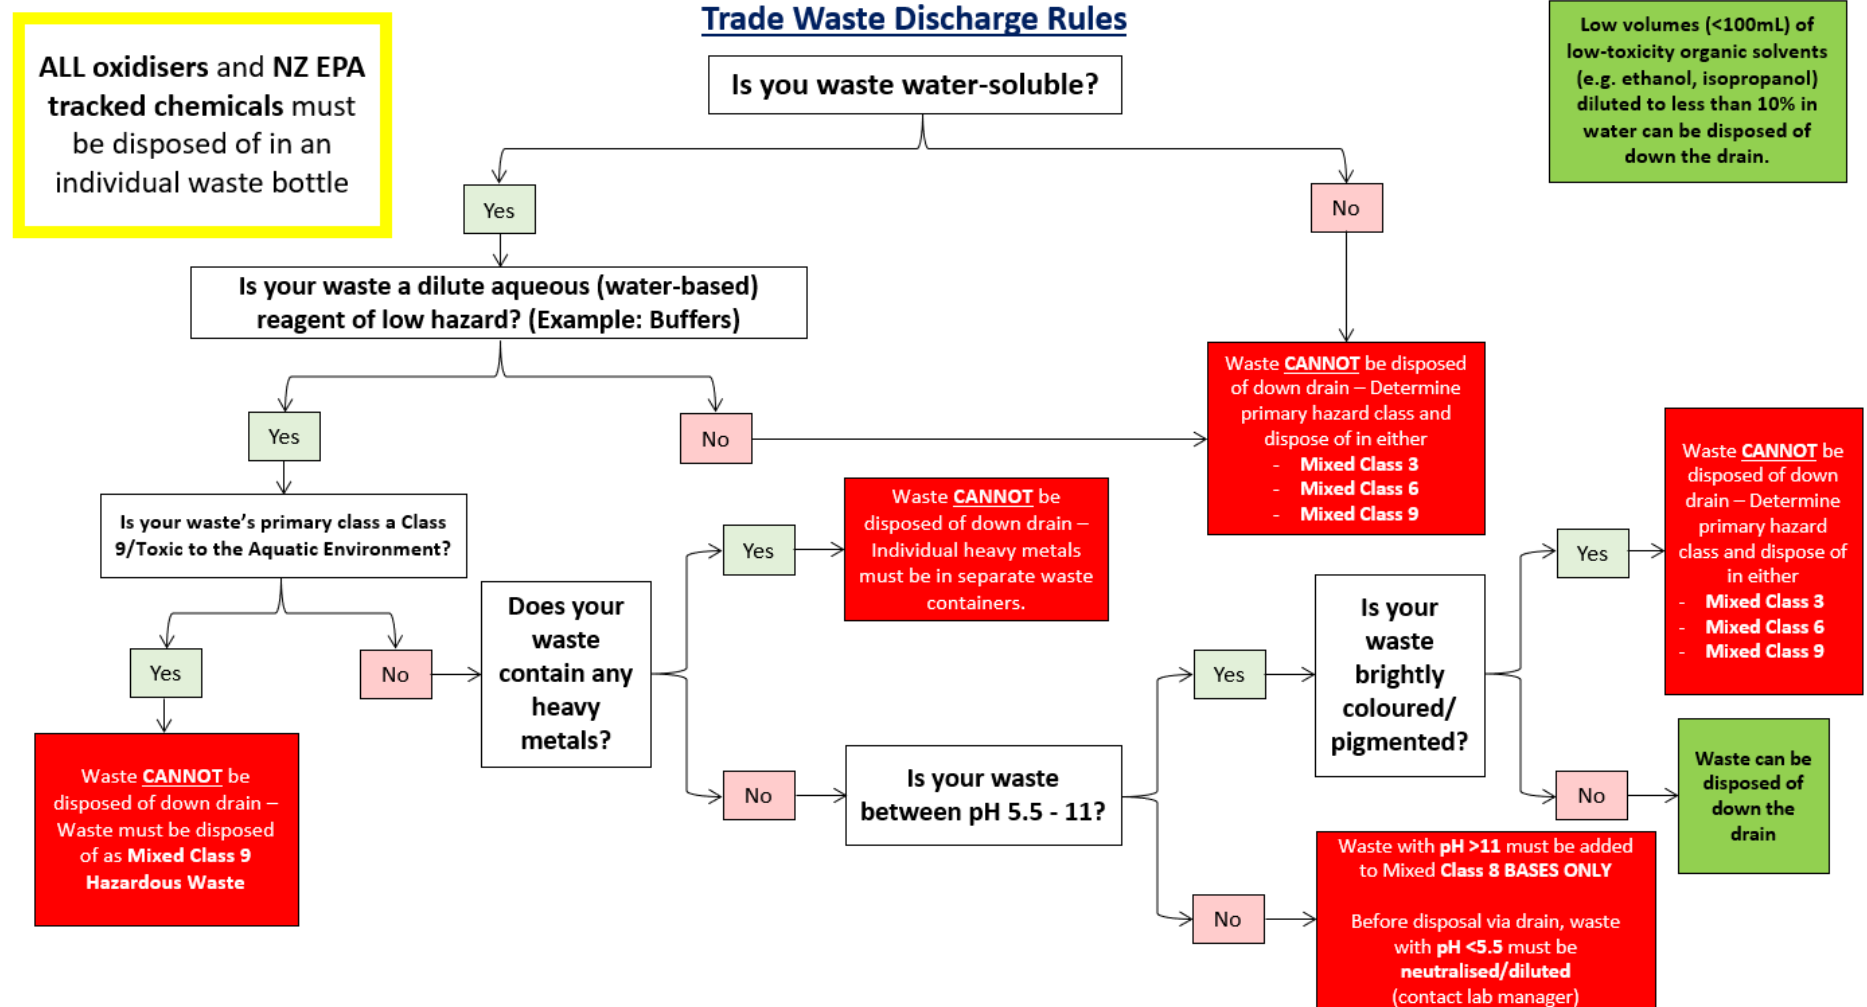 Trade Waste Discharge Rules
ALL oxidisers and NZ EPA
tracked chemicals must
be disposed of in an
individual waste bottle
Low volumes (<100mL) of
low-toxicity organic solvents
(e.g. ethanol, isopropanol)
diluted to less than 10% in
water can be disposed of
down the drain.
Is you waste water-soluble?
Yes
No
Is your waste a dilute aqueous (water-based)
reagent of low hazard? (Example: Buffers)
Yes
No
Waste CANNOT be disposed
of down drain – Determine
primary hazard class and
dispose of in either
- Mixed Class 3
- Mixed Class 6
- Mixed Class 9
Is your waste's primary class a Class
9/Toxic to the Aquatic Environment?
Yes
No
Waste CANNOT be
disposed of down drain –
Waste must be disposed
of as Mixed Class 9
Hazardous Waste
Does your
waste
contain any
heavy
metals?
Yes
No
Waste CANNOT be
disposed of down drain –
Individual heavy metals
must be in separate waste
containers.
Is your waste
between pH 5.5 - 11?
Yes
No
Is your
waste
brightly
coloured/
pigmented?
Yes
No
Waste CANNOT be
disposed of down
drain – Determine
primary hazard
class and dispose of
in either
- Mixed Class 3
- Mixed Class 6
- Mixed Class 9
Waste can be
disposed of
down the
drain
Waste with pH >11 must be added
to Mixed Class 8 BASES ONLY
Before disposal via drain, waste
with pH <5.5 must be
neutralised/diluted
(contact lab manager)